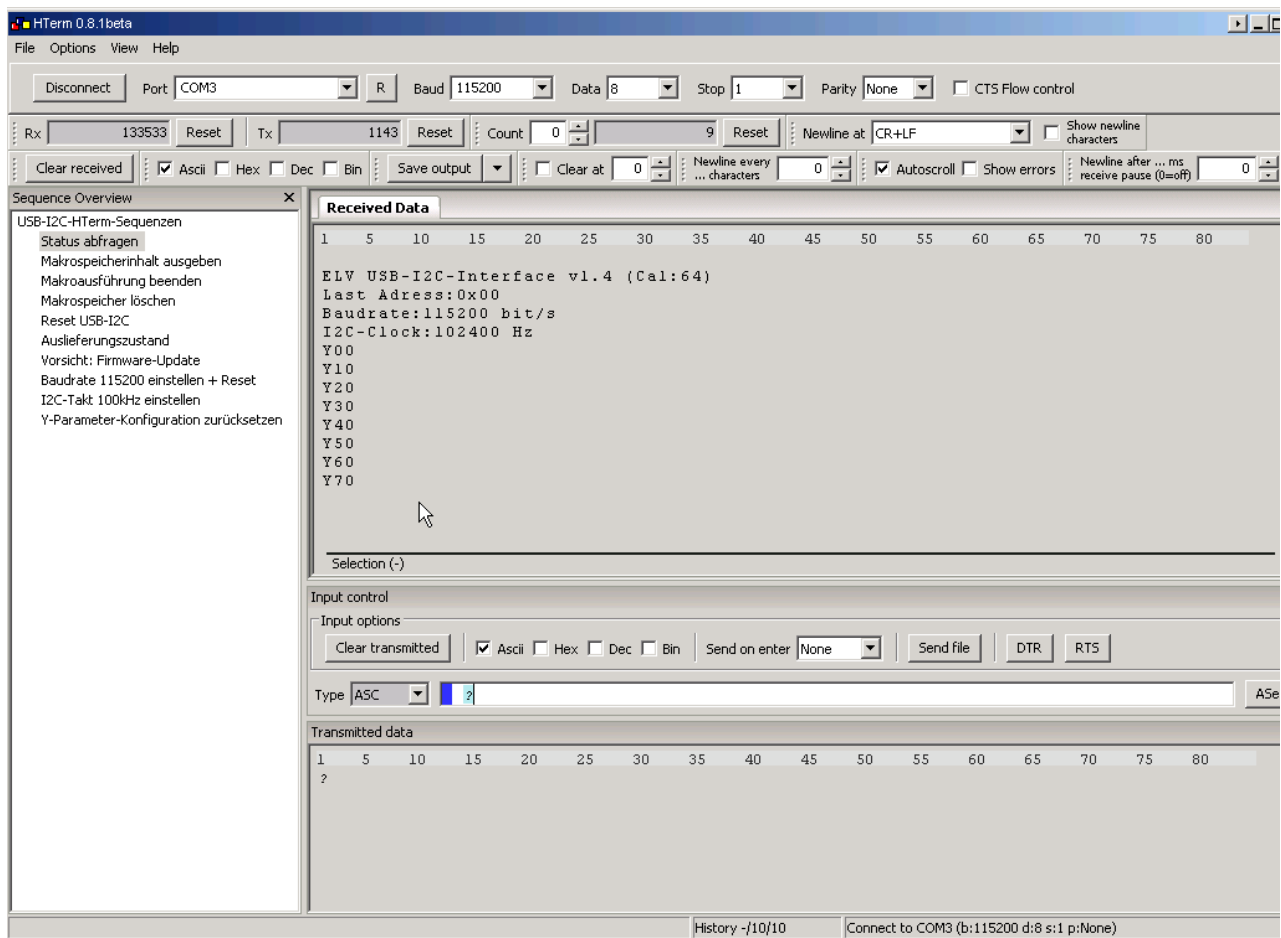 HTerm 0.8.1beta
File Options View Help
Disconnect Port COM3 R Baud 115200 Data 8 Stop 1 Parity None CTS Flow control
Rx 133533 Reset Tx 1143 Reset Count 0 9 Reset Newline at CR+LF Show newline characters
Clear received Ascii Hex Dec Bin Save output Clear at 0 Newline every ... characters 0 Autoscroll Show errors Newline after ... ms receive pause (0=off) 0
Sequence Overview
USB-I2C-HTerm-Sequenzen
Status abfragen
Makrospeicherinhalt ausgeben
Makroausführung beenden
Makrospeicher löschen
Reset USB-I2C
Auslieferungszustand
Vorsicht: Firmware-Update
Baudrate 115200 einstellen + Reset
I2C-Takt 100kHz einstellen
Y-Parameter-Konfiguration zurücksetzen
Received Data
1 5 10 15 20 25 30 35 40 45 50 55 60 65 70 75 80
ELV USB-I2C-Interface v1.4 (Cal:64)
Last Adress:0x00
Baudrate:115200 bit/s
I2C-Clock:102400 Hz
Y00
Y10
Y20
Y30
Y40
Y50
Y60
Y70
Selection (-)
Input control
Input options
Clear transmitted Ascii Hex Dec Bin Send on enter None Send file DTR RTS
Type ASC ? ASe
Transmitted data
1 5 10 15 20 25 30 35 40 45 50 55 60 65 70 75 80
?
History -/10/10 Connect to COM3 (b:115200 d:8 s:1 p:None)